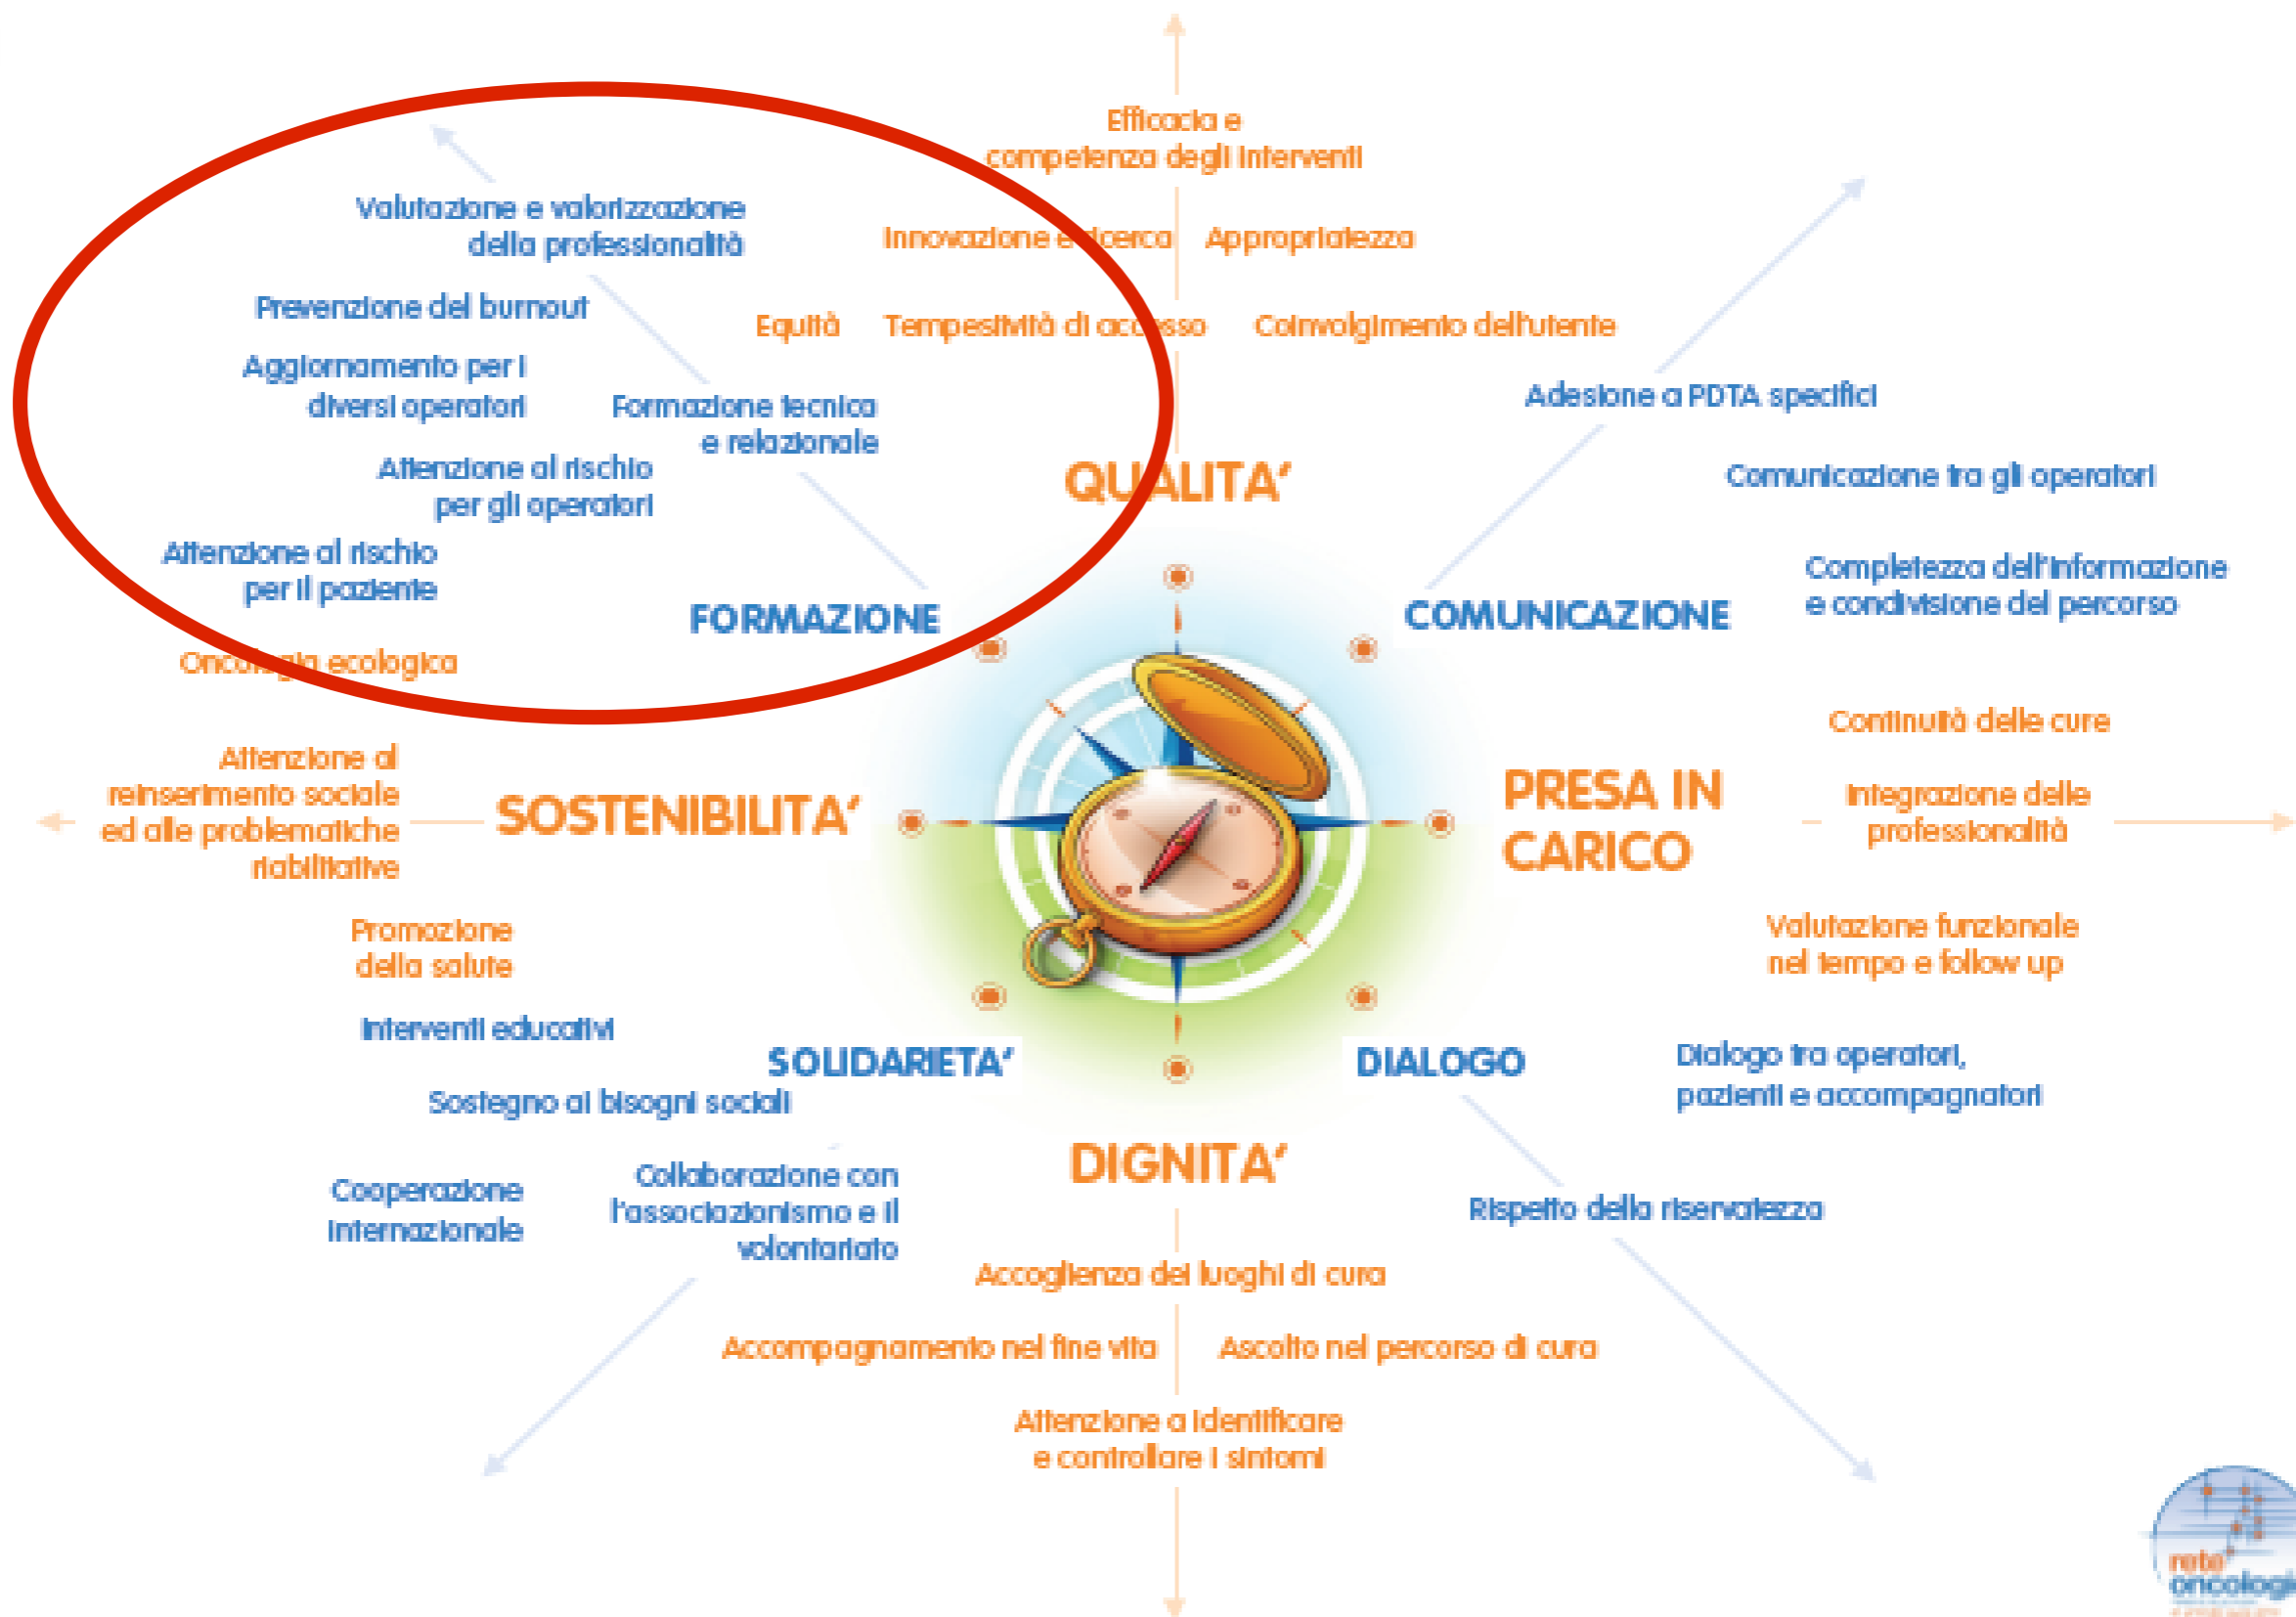 Efficacia e
competenza degli interventi
Innovazione e ricerca
Appropriatezza
Equità
Tempestività di accesso
Coinvolgimento dell'utente
QUALITA'
Valutazione e valorizzazione
della professionalità
Prevenzione del burnout
Aggiornamento per i
diversi operatori
Formazione tecnica
e relazionale
Attenzione al rischio
per gli operatori
Attenzione al rischio
per il paziente
FORMAZIONE
Adesione a PDTA specifici
Comunicazione tra gli operatori
Completezza dell'informazione
e condivisione del percorso
COMUNICAZIONE
Oncologia ecologica
Attenzione al
reinserimento sociale
ed alle problematiche
riabilitative
SOSTENIBILITA'
Promozione
della salute
Continuità delle cure
PRESA IN
CARICO
Integrazione delle
professionalità
Valutazione funzionale
nel tempo e follow up
Interventi educativi
SOLIDARIETA'
Sostegno ai bisogni sociali
Cooperazione
Internazionale
Collaborazione con
l'associazionismo e il
volontariato
DIALOGO
Dialogo tra operatori,
pazienti e accompagnatori
Rispetto della riservatezza
DIGNITA'
Accoglienza dei luoghi di cura
Accompagnamento nel fine vita
Ascolto nel percorso di cura
Attenzione a identificare
e controllare i sintomi
rete
oncologi